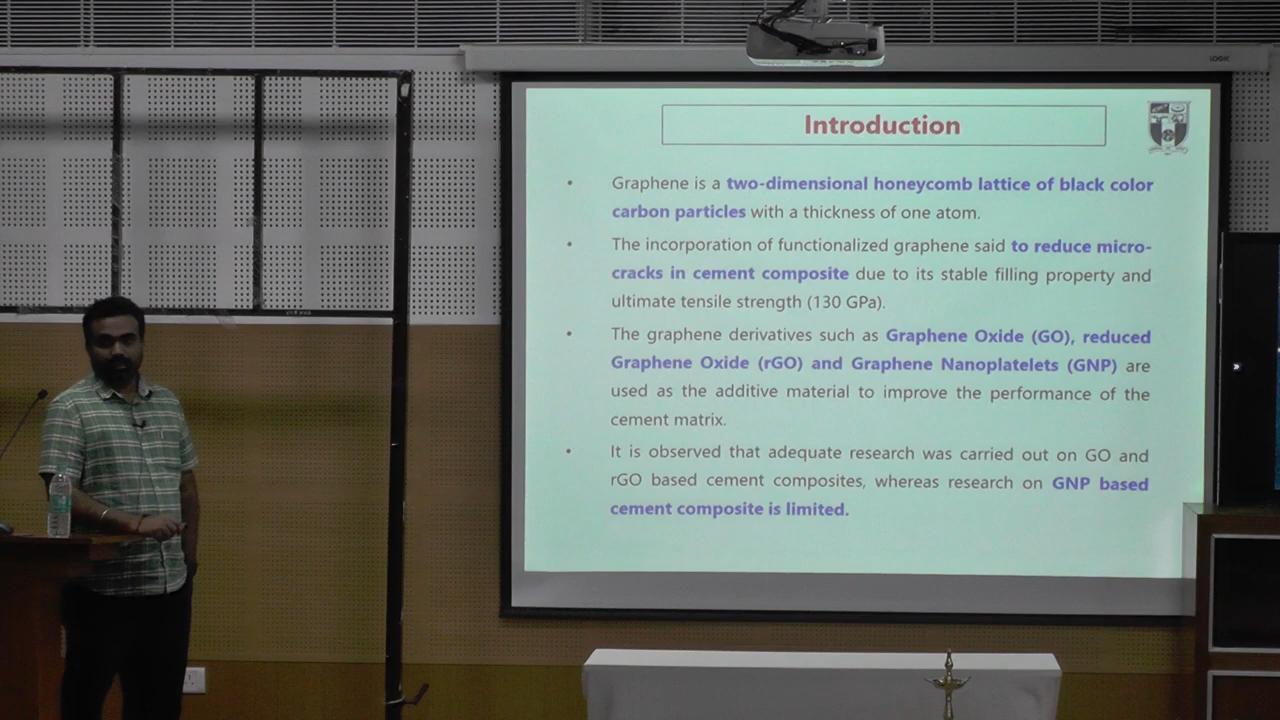 LOGIC
Introduction
• Graphene is a two-dimensional honeycomb lattice of black color
carbon particles with a thickness of one atom.
• The incorporation of functionalized graphene said to reduce micro-
cracks in cement composite due to its stable filling property and
ultimate tensile strength (130 GPa).
• The graphene derivatives such as Graphene Oxide (GO), reduced
Graphene Oxide (rGO) and Graphene Nanoplatelets (GNP) are
used as the additive material to improve the performance of the
cement matrix.
• It is observed that adequate research was carried out on GO and
rGO based cement composites, whereas research on GNP based
cement composite is limited.